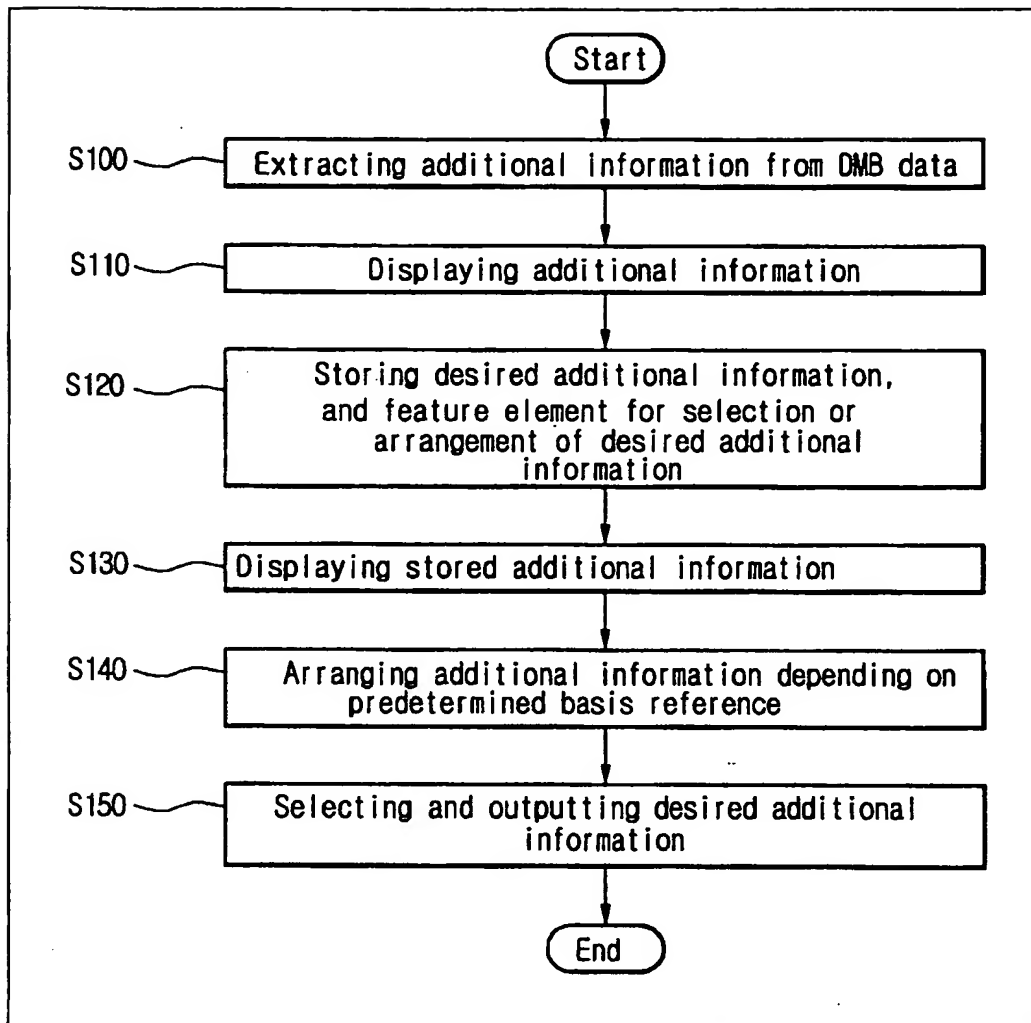 Start
S100
Extracting additional information from DMB data
S110
Displaying additional information
S120
Storing desired additional information,
and feature element for selection or
arrangement of desired additional
information
S130
Displaying stored additional information
S140
Arranging additional information depending on
predetermined basis reference
S150
Selecting and outputting desired additional
information
End